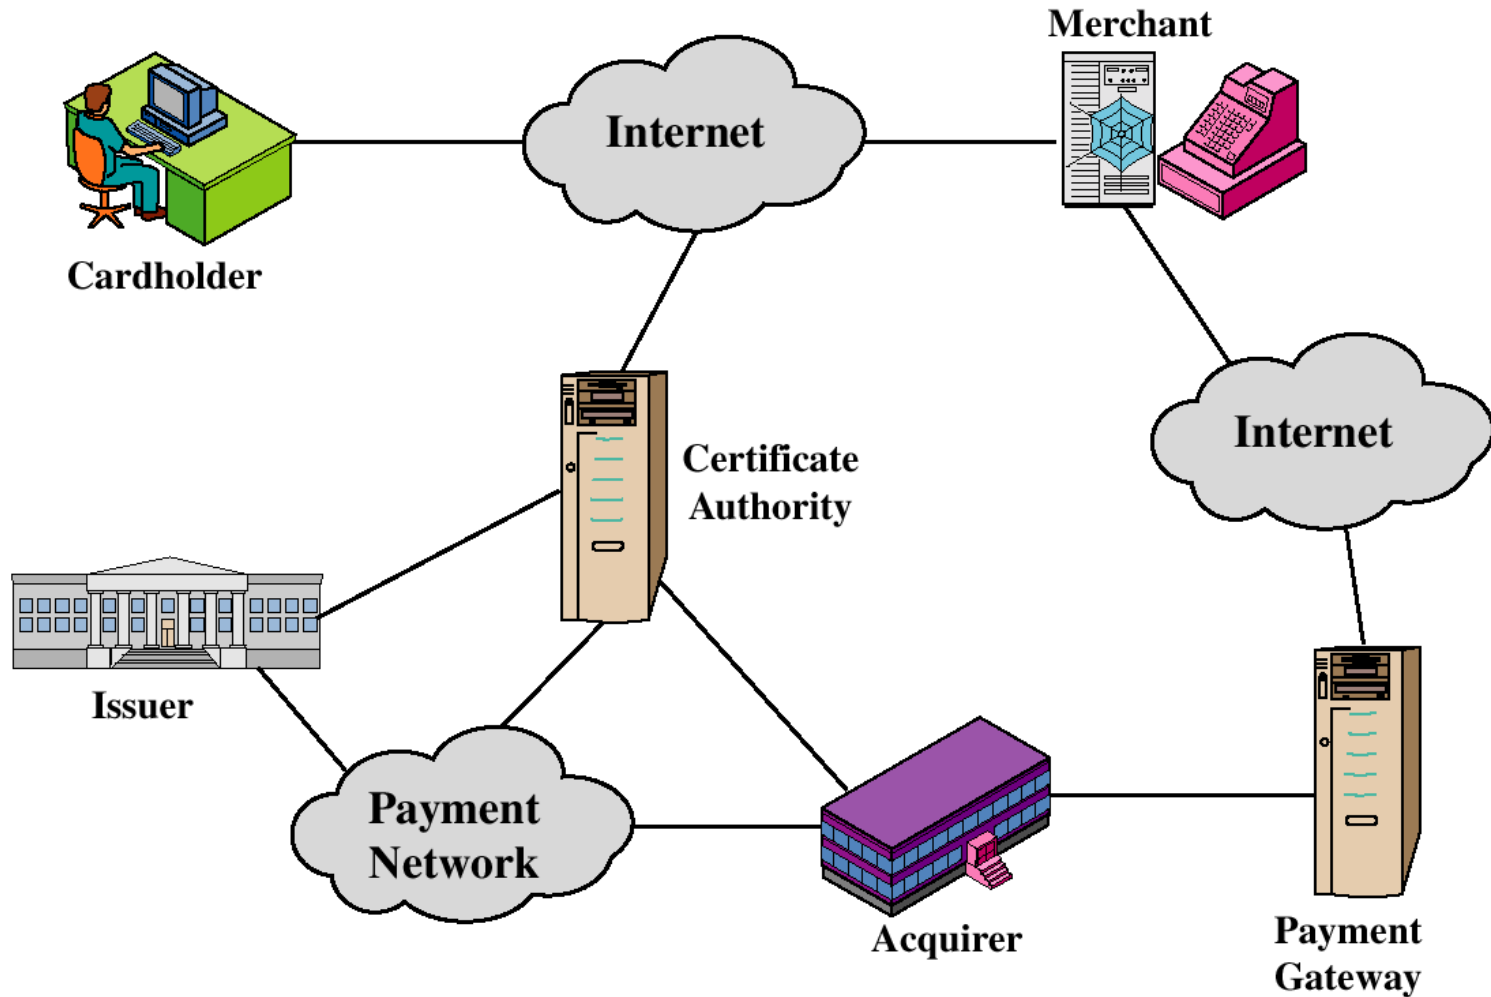 Merchant
Internet
Cardholder
Internet
Certificate
Authority
Issuer
Payment
Network
Acquirer
Payment
Gateway